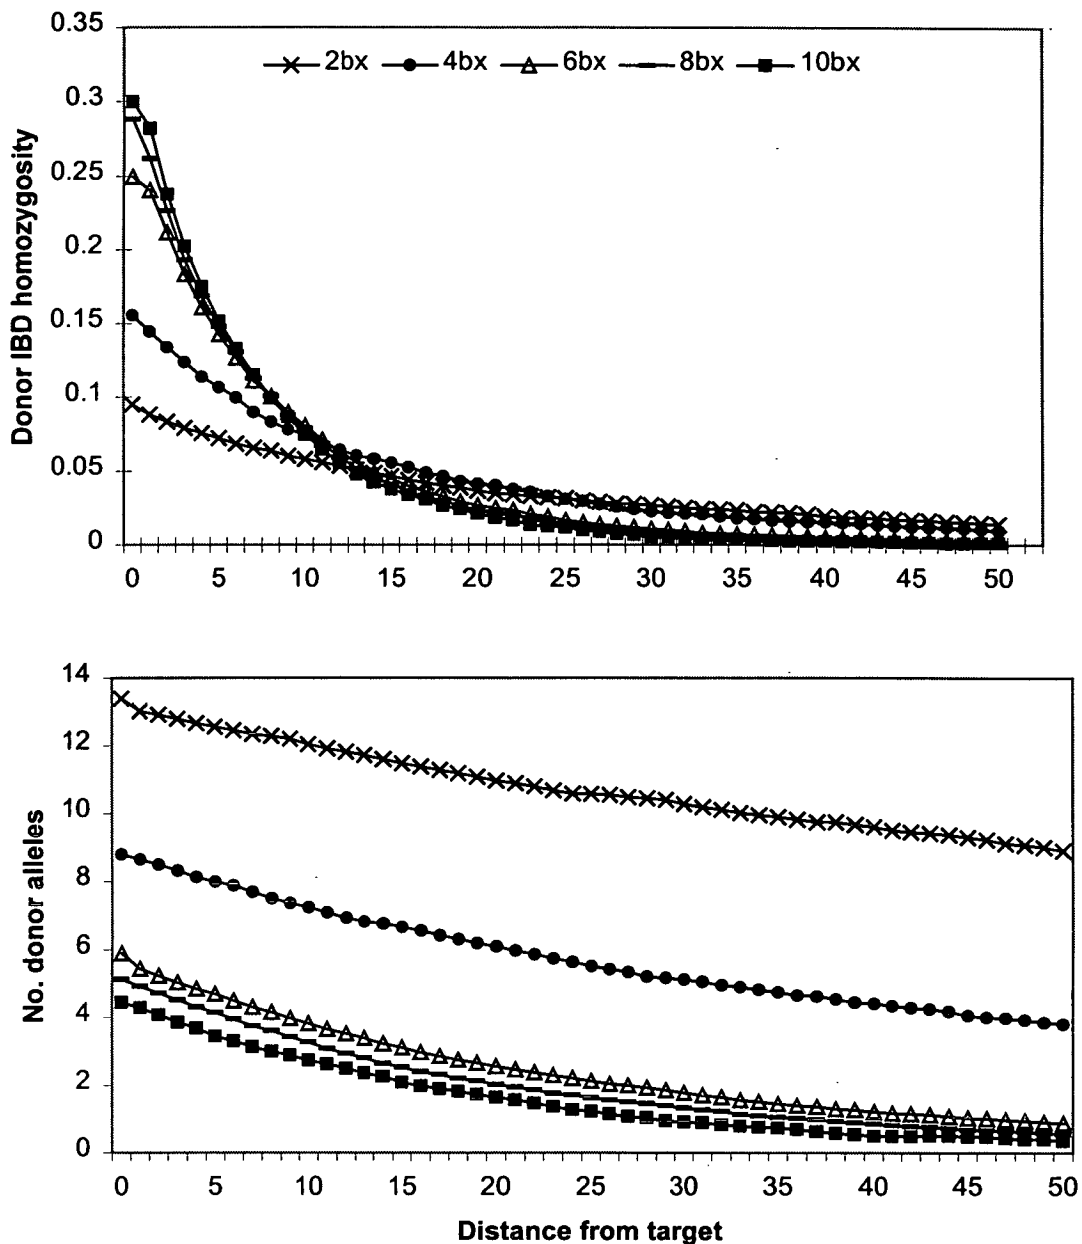 0.35
2bx 4bx 6bx 8bx 10bx
0.3
0.25
0.2
0.15
0.1
0.05
0
Donor IBD homozygosity
0 5 10 15 20 25 30 35 40 45 50
14
12
10
8
6
4
2
0
No. donor alleles
0 5 10 15 20 25 30 35 40 45 50
Distance from target